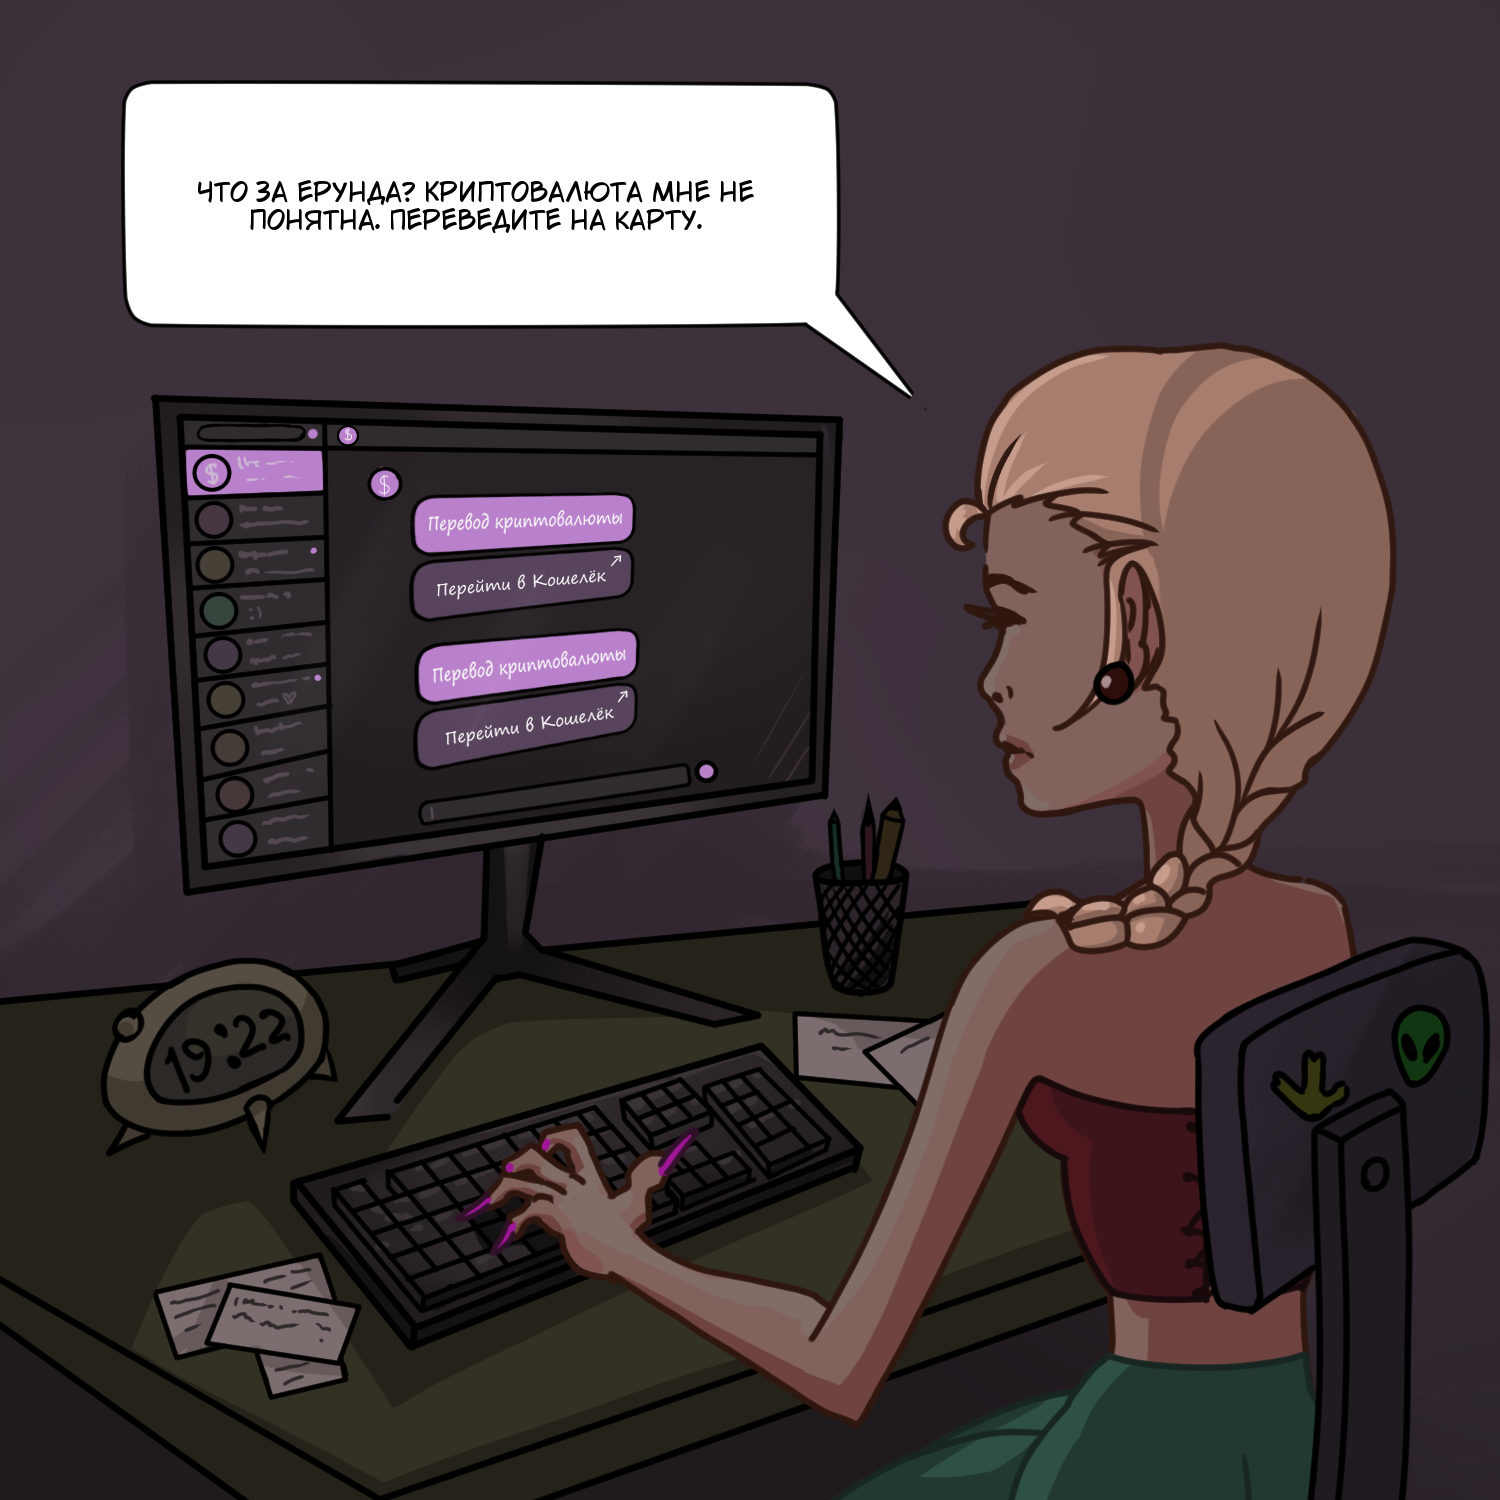 ЧТО ЗА ЕРУНДА? КРИПТОВАЛЮТА МНЕ НЕ
ПОНЯТНА. ПЕРЕВЕДИТЕ НА КАРТУ.
$
$
$
:)
Перевод криптовалюты
Перейти в Кошелёк
Перевод криптовалюты
Перейти в Кошелёк
19:22